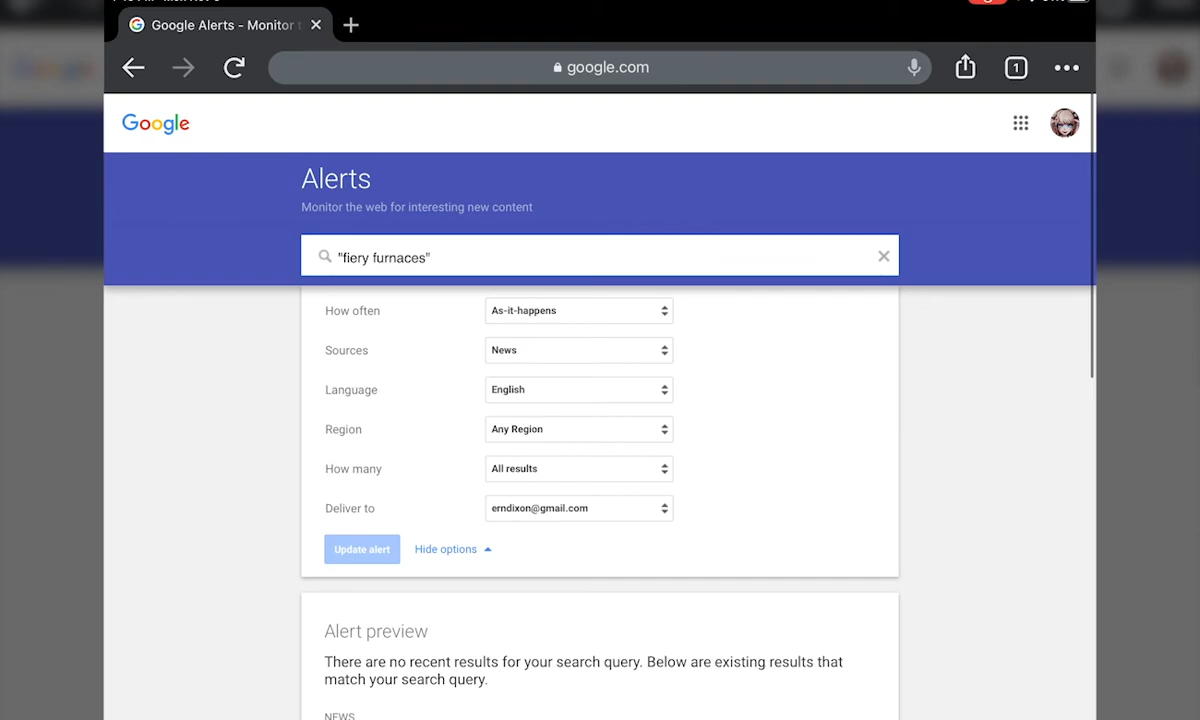 Google Alerts - Monitor t
google.com
1
Google
Alerts
Monitor the web for interesting new content
"fiery furnaces"
How often
As-it-happens
Sources
News
Language
English
Region
Any Region
How many
All results
Deliver to
erndixon@gmail.com
Update alert
Hide options
Alert preview
There are no recent results for your search query. Below are existing results that
match your search query.
NEWS